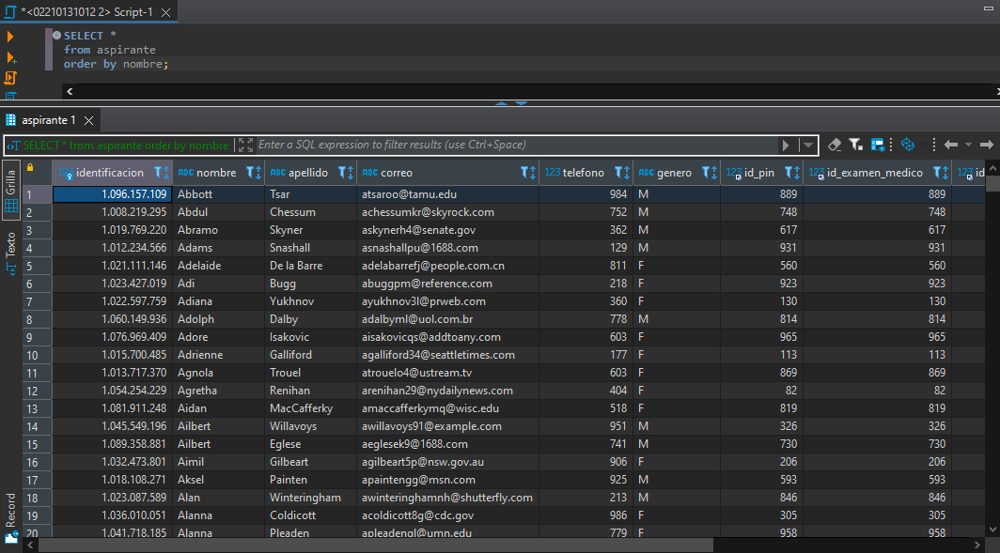 *<02210131012 2> Script-1
SELECT *
from aspirante
order by nombre;
aspirante 1
SELECT * from aspirante order by nombre
Enter a SQL expression to filter results (use Ctrl+Space)
Grilla
Texto
Record
123 identificacion ABC nombre ABC apellido ABC correo 123 telefono ABC genero 123 id_pin 123 id_examen_medico 123 id
1 1.096.157.109 Abbott Tsar atsaroo@tamu.edu 984 M 889 889
2 1.008.219.295 Abdul Chessum achessumkr@skyrock.com 752 M 748 748
3 1.019.769.220 Abramo Skyner askynerh4@senate.gov 362 M 617 617
4 1.012.234.566 Adams Snashall asnashallpu@1688.com 129 M 931 931
5 1.021.111.146 Adelaide De la Barre adelabarrefj@people.com.cn 811 F 560 560
6 1.023.427.019 Adi Bugg abuggpm@reference.com 218 F 923 923
7 1.022.597.759 Adiana Yukhnov ayukhnov3l@prweb.com 360 F 130 130
8 1.060.149.936 Adolph Dalby adalbyml@uol.com.br 778 M 814 814
9 1.076.969.409 Adore Isakovic aisakovicqs@addtoany.com 603 F 965 965
10 1.015.700.485 Adrienne Galliford agalliford34@seattletimes.com 177 F 113 113
11 1.013.717.370 Agnola Trouel atrouelo4@ustream.tv 603 F 869 869
12 1.054.254.229 Agretha Renihan arenihan29@nydailynews.com 404 F 82 82
13 1.081.911.248 Aidan MacCafferky amaccafferkymq@wisc.edu 518 F 819 819
14 1.045.549.196 Ailbert Willavoys awillavoys91@example.com 951 M 326 326
15 1.089.358.881 Ailbert Eglese aeglesek9@1688.com 741 M 730 730
16 1.032.473.801 Aimil Gilbeart agilbeart5p@nsw.gov.au 906 F 206 206
17 1.018.108.271 Aksel Painten apaintengg@msn.com 925 M 593 593
18 1.023.087.589 Alan Winteringham awinteringhamnh@shutterfly.com 213 M 846 846
19 1.036.010.051 Alanna Coldicott acoldicott8g@cdc.gov 986 F 305 305
20 1.041.718.185 Alanna Pleaden apleadenql@umn.edu 779 F 958 958